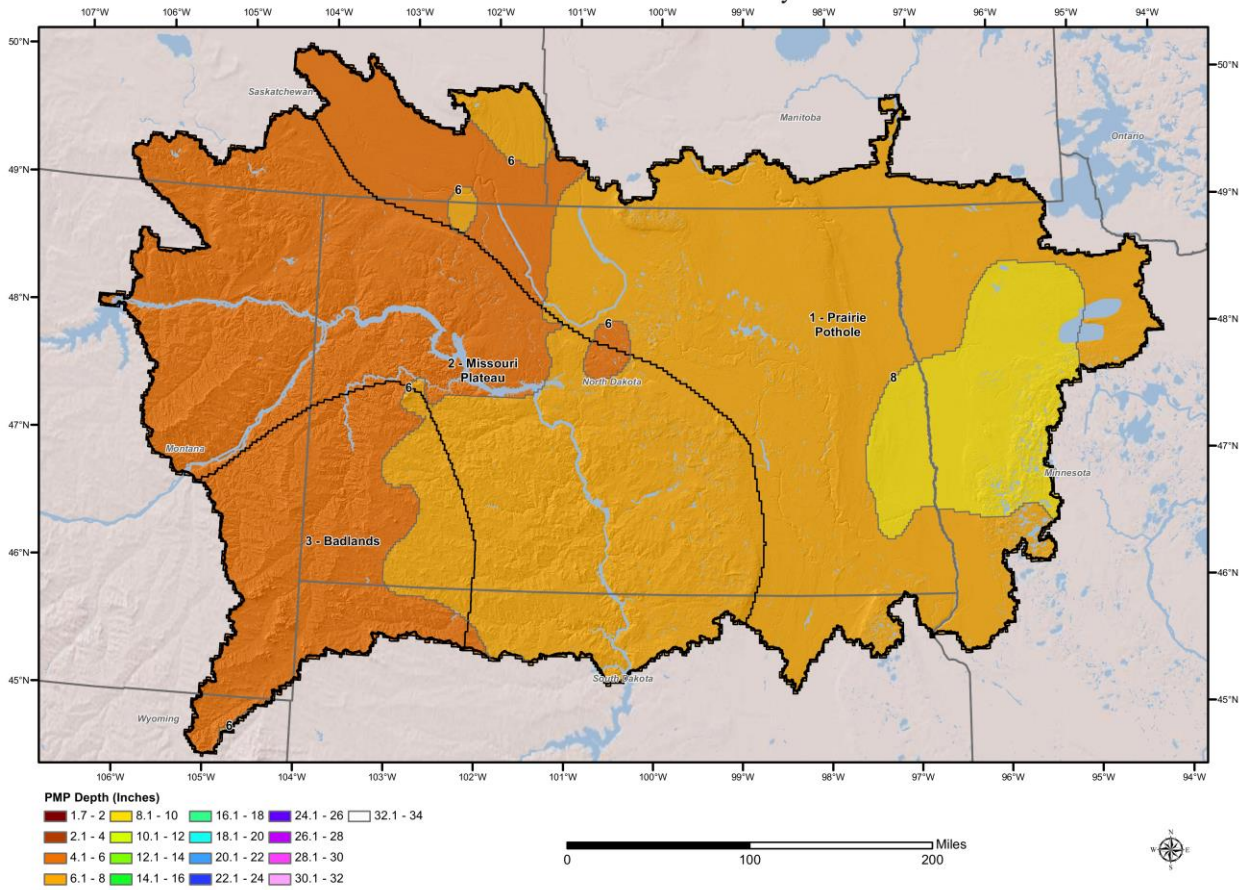 107°W 106°W 105°W 104°W 103°W 102°W 101°W 100°W 99°W 98°W 97°W 96°W 95°W 94°W
50°N 50°N
Saskatchewan
Manitoba
Ontario
6
49°N 49°N
6
48°N 48°N
6
1 - Prairie
Pothole
2 - Missouri
Plateau
North Dakota
8
6
47°N 47°N
Montana
Minnesota
3 - Badlands
46°N 46°N
45°N 45°N
South Dakota
Wyoming
6
106°W 105°W 104°W 103°W 102°W 101°W 100°W 99°W 98°W 97°W 96°W 95°W 94°W
PMP Depth (Inches)
1.7 - 2 8.1 - 10 16.1 - 18 24.1 - 26 32.1 - 34
2.1 - 4 10.1 - 12 18.1 - 20 26.1 - 28
4.1 - 6 12.1 - 14 20.1 - 22 28.1 - 30
6.1 - 8 14.1 - 16 22.1 - 24 30.1 - 32
Miles
0 100 200
N
W E
S